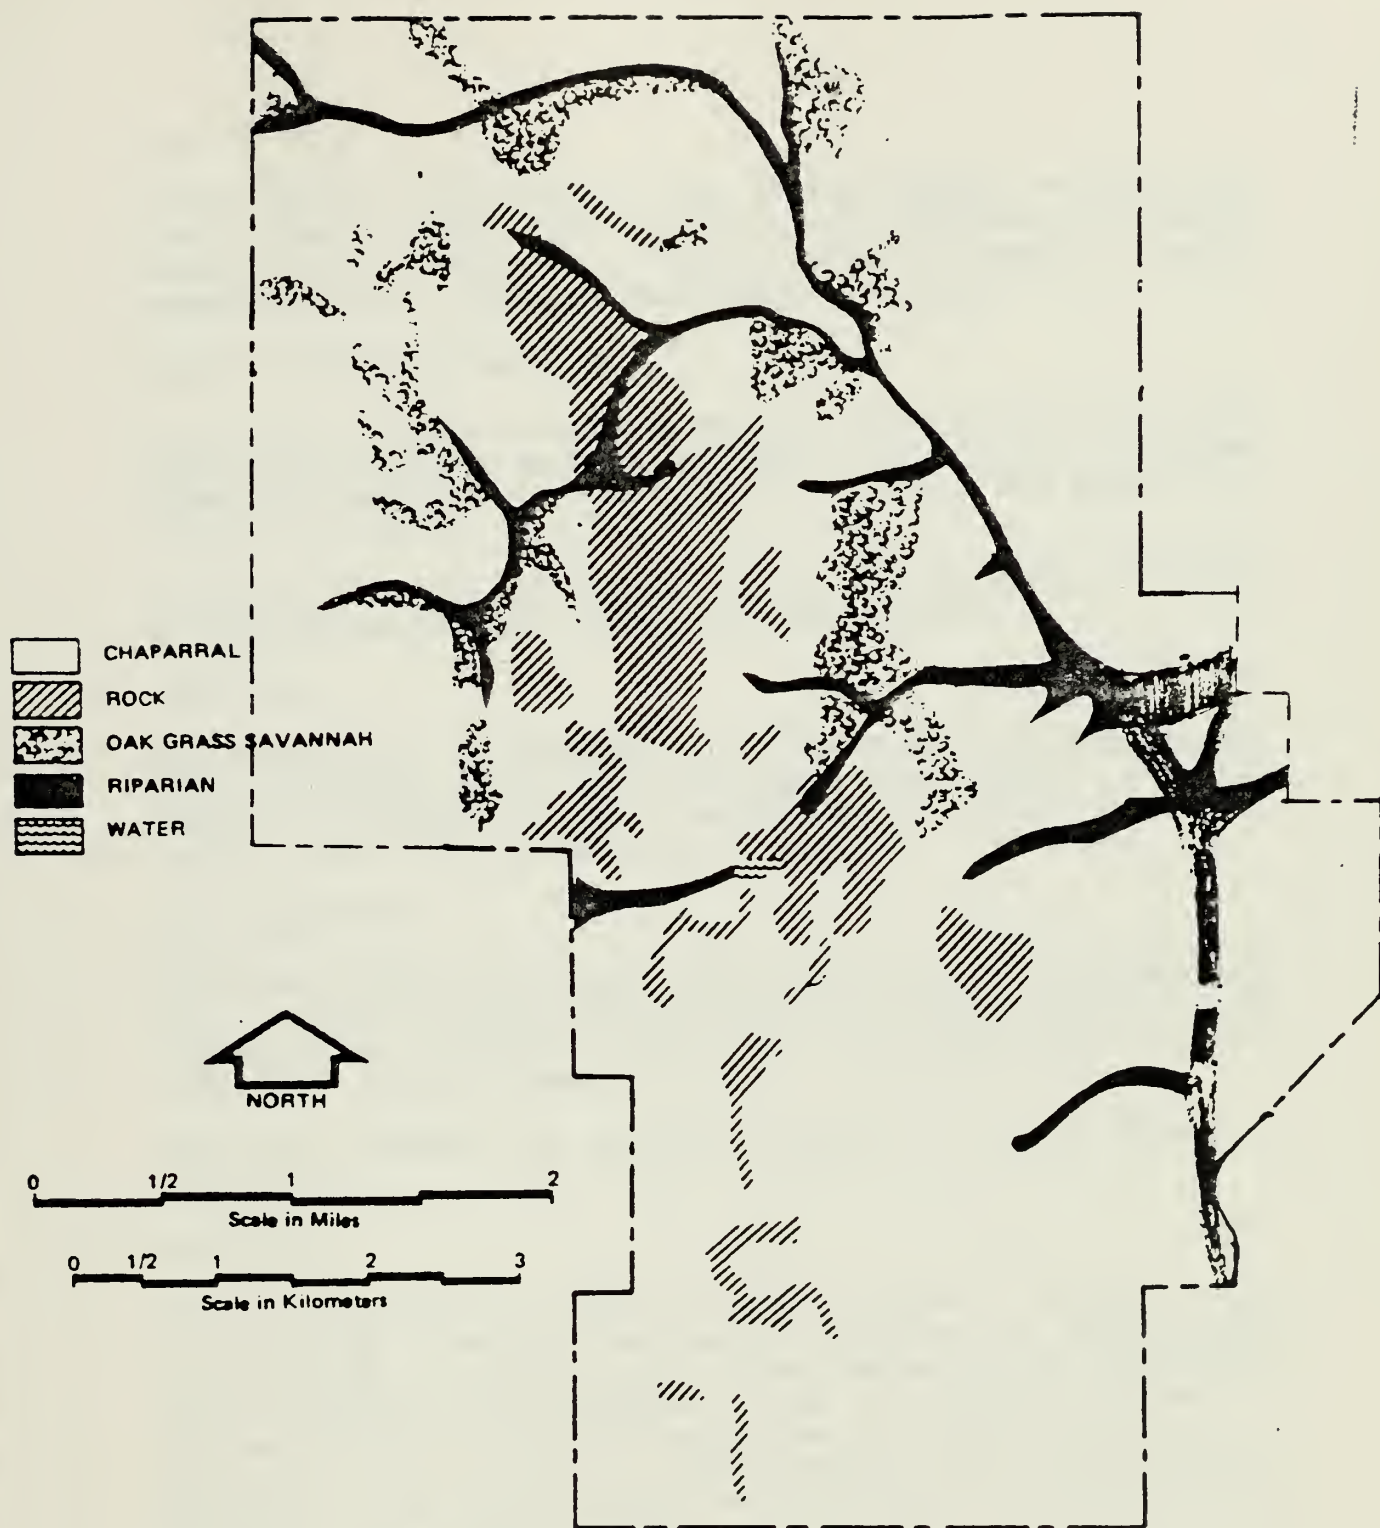 CHAPARRAL
ROCK
OAK GRASS SAVANNAH
RIPARIAN
WATER
NORTH
0 1/2 1 2
Scale in Miles
0 1/2 1 2 3
Scale in Kilometers